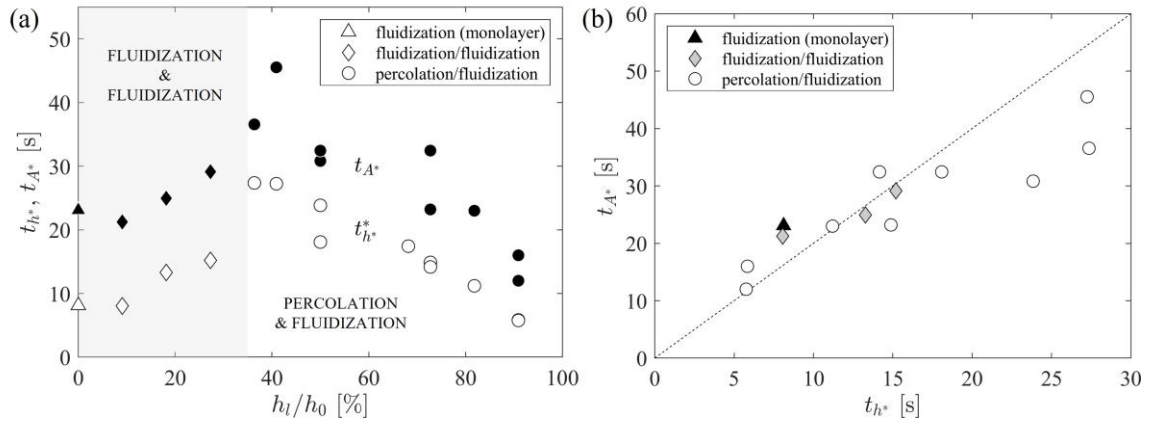 (a)
50
40
30
20
10
0
t_{h*}, t_{A*} [s]
FLUIDIZATION
&
FLUIDIZATION
fluidization (monolayer)
fluidization/fluidization
percolation/fluidization
t_{A*}
t*_{h*}
PERCOLATION
& FLUIDIZATION
0 20 40 60 80 100
h_l/h_0 [%]
(b)
60
50
40
30
20
10
0
t_{A*} [s]
fluidization (monolayer)
fluidization/fluidization
percolation/fluidization
0 5 10 15 20 25 30
t_{h*} [s]